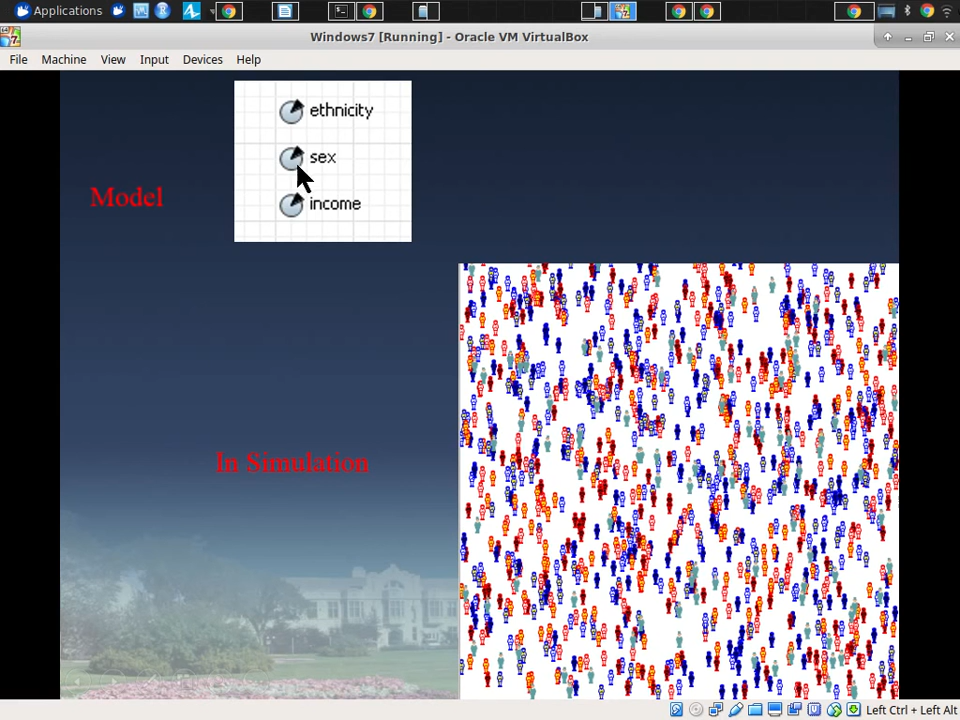 Applications
Windows7 [Running] - Oracle VM VirtualBox
File Machine View Input Devices Help
ethnicity
sex
income
Model
In Simulation
Left Ctrl + Left Alt